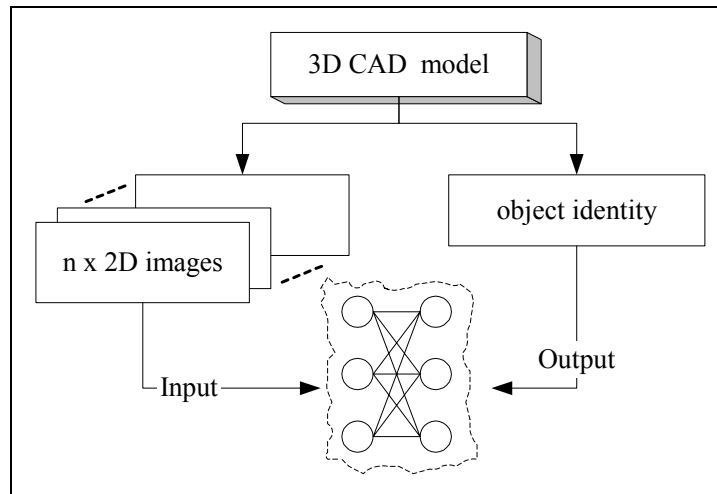 3D CAD model
object identity
n x 2D images
Output
Input